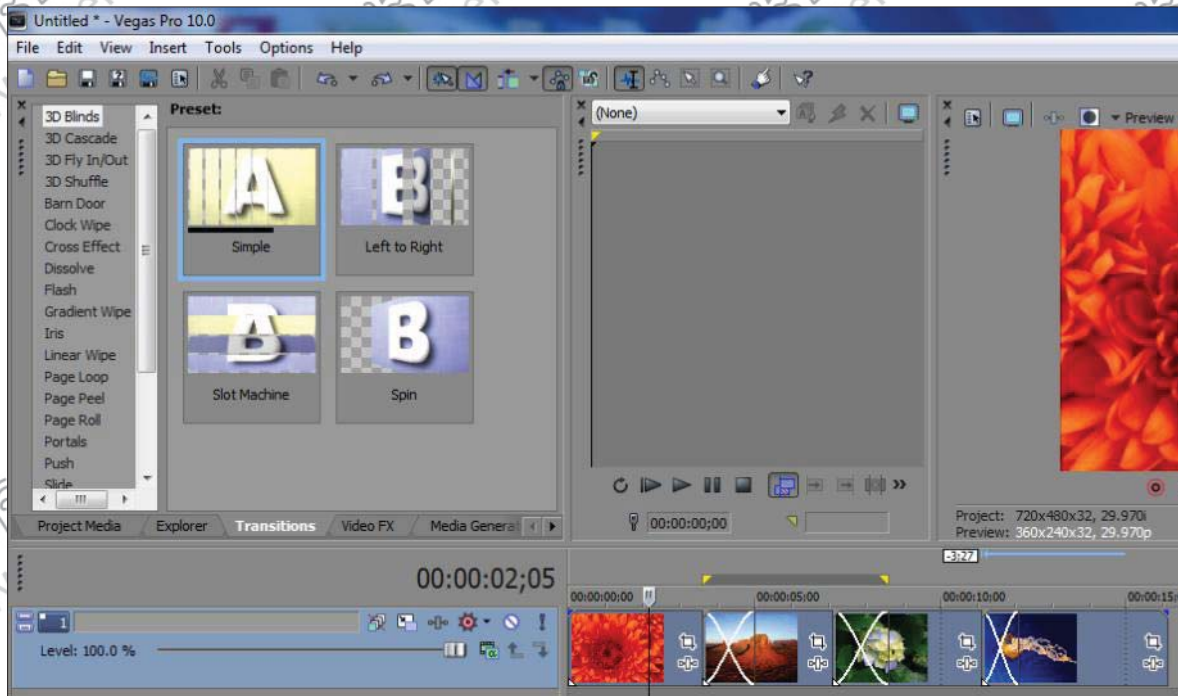 Untitled * - Vegas Pro 10.0
File Edit View Insert Tools Options Help
3D Blinds
3D Cascade
3D Fly In/Out
3D Shuffle
Barn Door
Clock Wipe
Cross Effect
Dissolve
Flash
Gradient Wipe
Iris
Linear Wipe
Page Loop
Page Peel
Page Roll
Portals
Push
Slide
Preset:
Simple
Left to Right
Slot Machine
Spin
Project Media Explorer Transitions Video FX Media Generat
(None)
00:00:00;00
Preview
Project: 720x480x32, 29.970i
Preview: 360x240x32, 29.970p
-3:27
00:00:02;05
00:00:00;00 00:00:05:00 00:00:10:00 00:00:15;
1
Level: 100.0 %